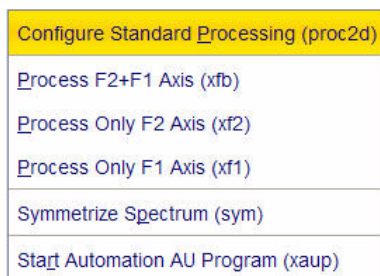 Configure Standard Processing (proc2d)
Process F2+F1 Axis (xfb)
Process Only F2 Axis (xf2)
Process Only F1 Axis (xf1)
Symmetrize Spectrum (sym)
Start Automation AU Program (xaup)